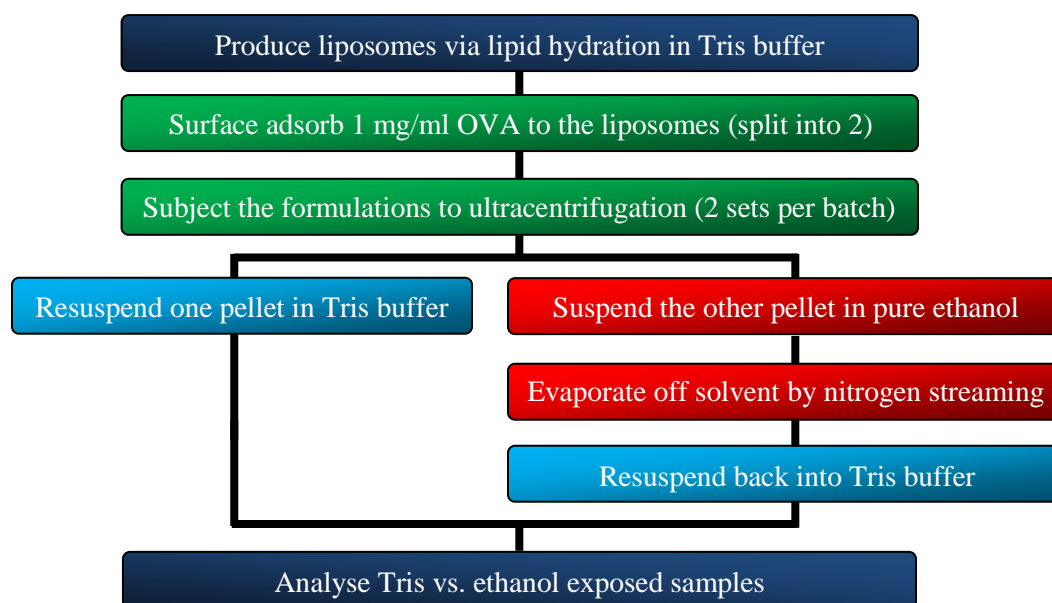 Produce liposomes via lipid hydration in Tris buffer
Surface adsorb 1 mg/ml OVA to the liposomes (split into 2)
Subject the formulations to ultracentrifugation (2 sets per batch)
Resuspend one pellet in Tris buffer
Suspend the other pellet in pure ethanol
Evaporate off solvent by nitrogen streaming
Resuspend back into Tris buffer
Analyse Tris vs. ethanol exposed samples